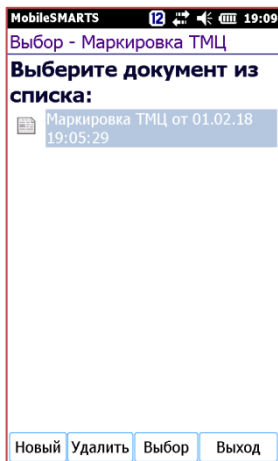 MobileSMARTS 12 19:09
Выбор - Маркировка ТМЦ
Выберите документ из
списка:
Маркировка ТМЦ от 01.02.18
19:05:29
Новый Удалить Выбор Выход